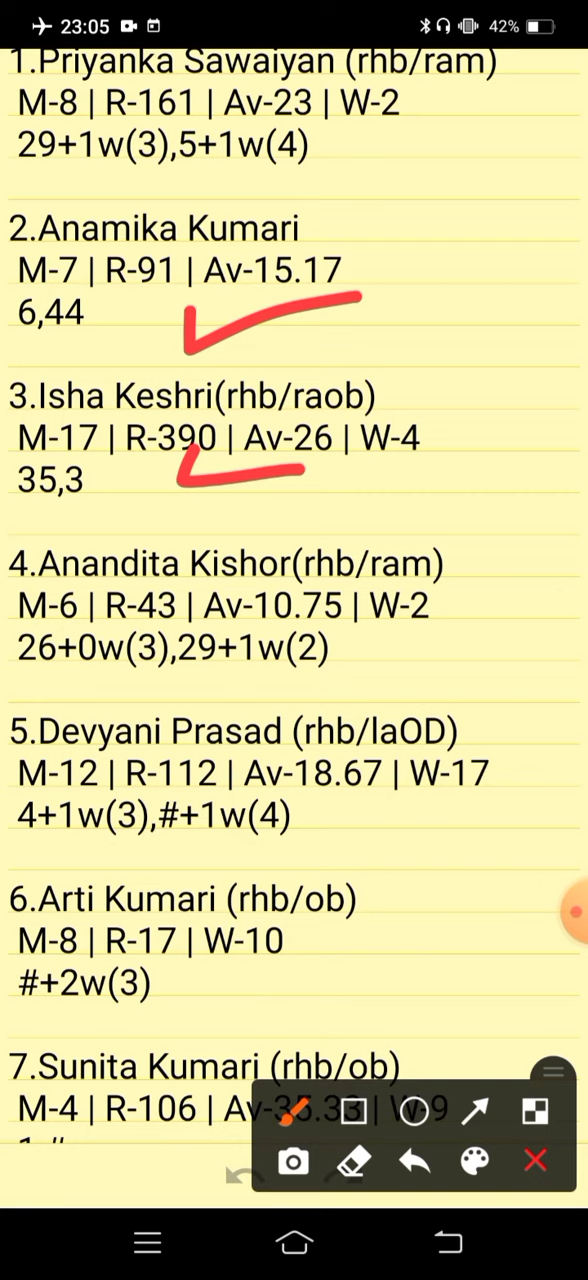 23:05 42%
1.Priyanka Sawaiyan (rhb/ram)
M-8 | R-161 | Av-23 | W-2
29+1w(3),5+1w(4)
2.Anamika Kumari
M-7 | R-91 | Av-15.17
6,44
3.Isha Keshri(rhb/raob)
M-17 | R-390 | Av-26 | W-4
35,3
4.Anandita Kishor(rhb/ram)
M-6 | R-43 | Av-10.75 | W-2
26+0w(3),29+1w(2)
5.Devyani Prasad (rhb/laOD)
M-12 | R-112 | Av-18.67 | W-17
4+1w(3),#+1w(4)
6.Arti Kumari (rhb/ob)
M-8 | R-17 | W-10
#+2w(3)
7.Sunita Kumari (rhb/ob)
M-4 | R-106 | Av-35.33 | W-9